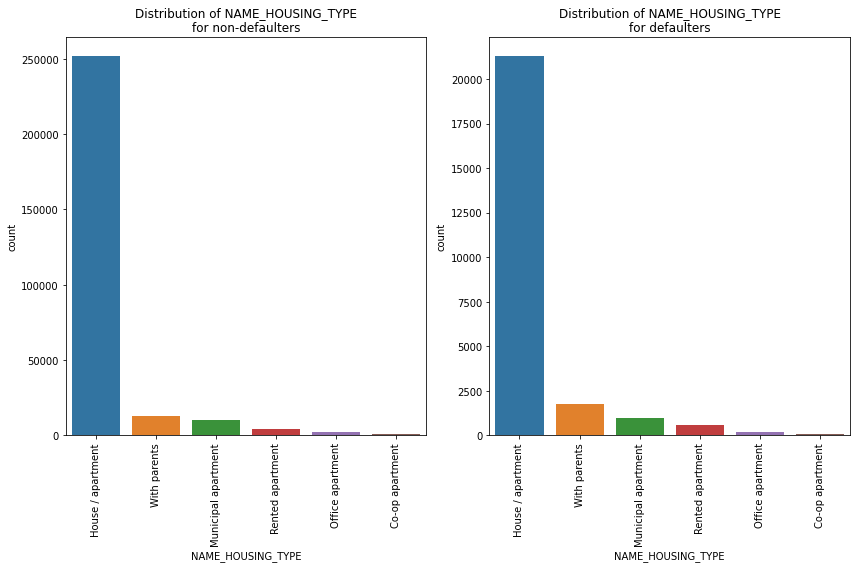 Distribution of NAME_HOUSING_TYPE
for non-defaulters
250000
200000
150000
100000
50000
0
count
House / apartment
With parents
Municipal apartment
Rented apartment
Office apartment
Co-op apartment
NAME_HOUSING_TYPE
Distribution of NAME_HOUSING_TYPE
for defaulters
20000
17500
15000
12500
10000
7500
5000
2500
0
count
House / apartment
With parents
Municipal apartment
Rented apartment
Office apartment
Co-op apartment
NAME_HOUSING_TYPE